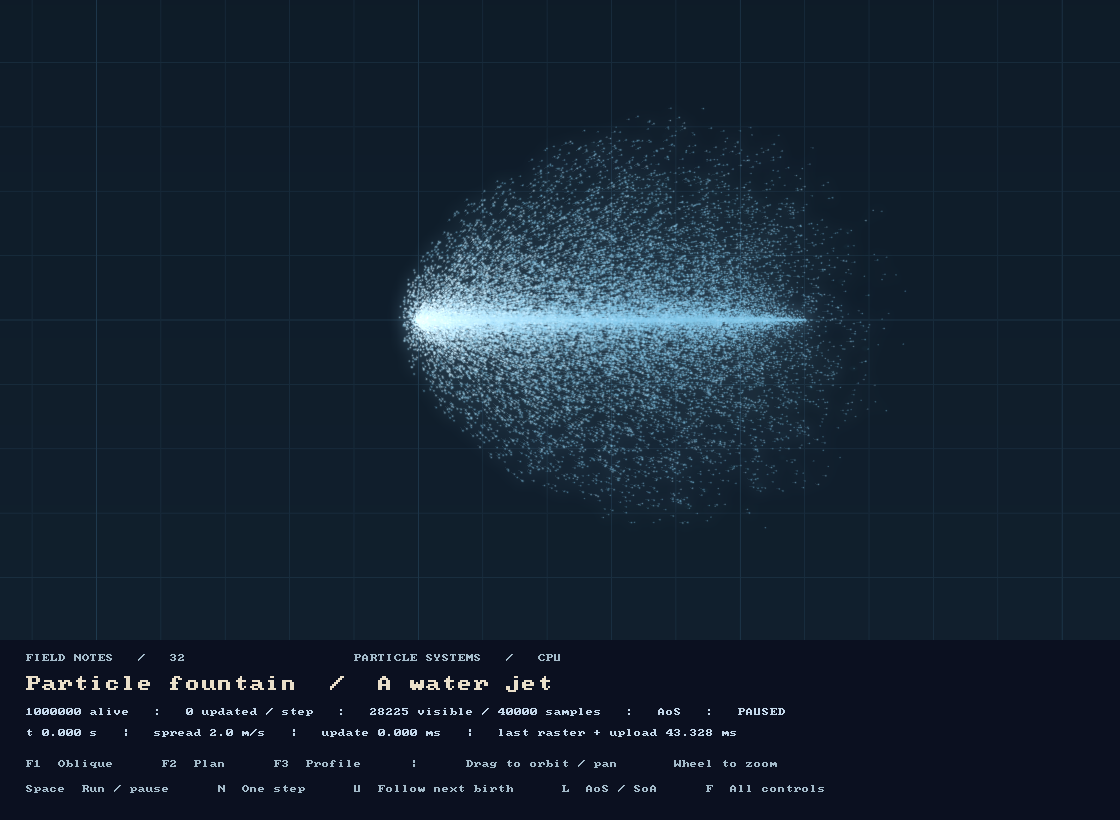 FIELD NOTES / 32 PARTICLE SYSTEMS / CPU
Particle fountain / A water jet
1000000 alive : 0 updated / step : 28225 visible / 40000 samples : AoS : PAUSED
t 0.000 s ¦ spread 2.0 m/s ¦ update 0.000 ms ¦ last raster + upload 43.328 ms
F1 Oblique F2 Plan F3 Profile ¦ Drag to orbit / pan Wheel to zoom
Space Run / pause N One step U Follow next birth L AoS / SoA F All controls